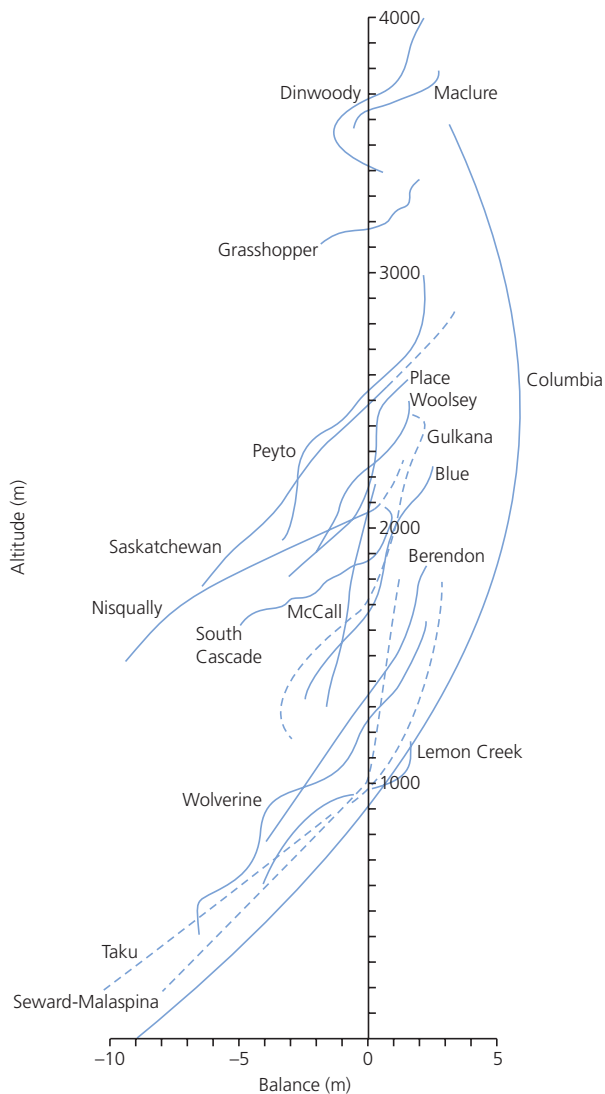 4000
Dinwoody
Maclure
Grasshopper
3000
Place
Columbia
Woolsey
Gulkana
Peyto
Blue
Altitude (m)
Saskatchewan
2000
Berendon
Nisqually
McCall
South
Cascade
Lemon Creek
1000
Wolverine
Taku
Seward-Malaspina
–10
–5
0
5
Balance (m)